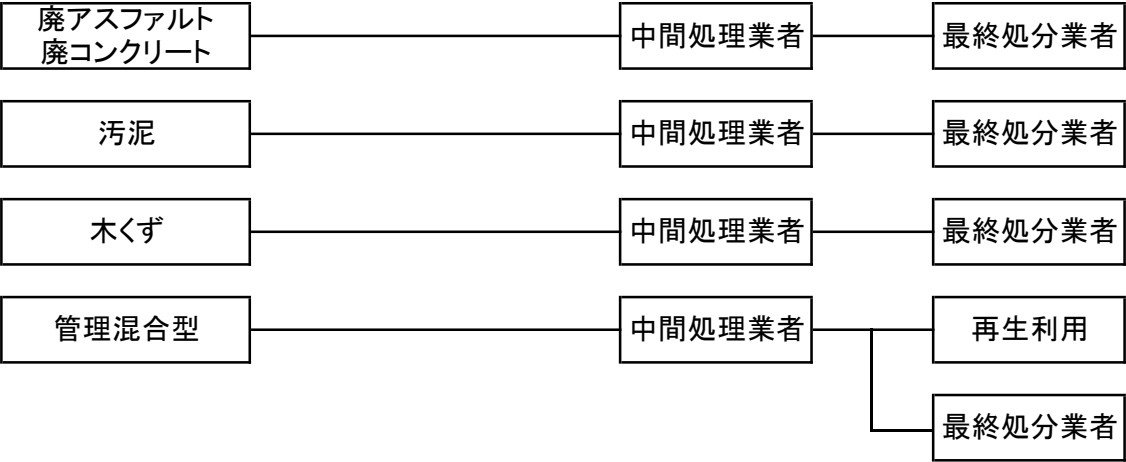 廃アスファルト
廃コンクリート
中間処理業者
最終処分業者
汚泥
中間処理業者
最終処分業者
木くず
中間処理業者
最終処分業者
管理混合型
中間処理業者
再生利用
最終処分業者